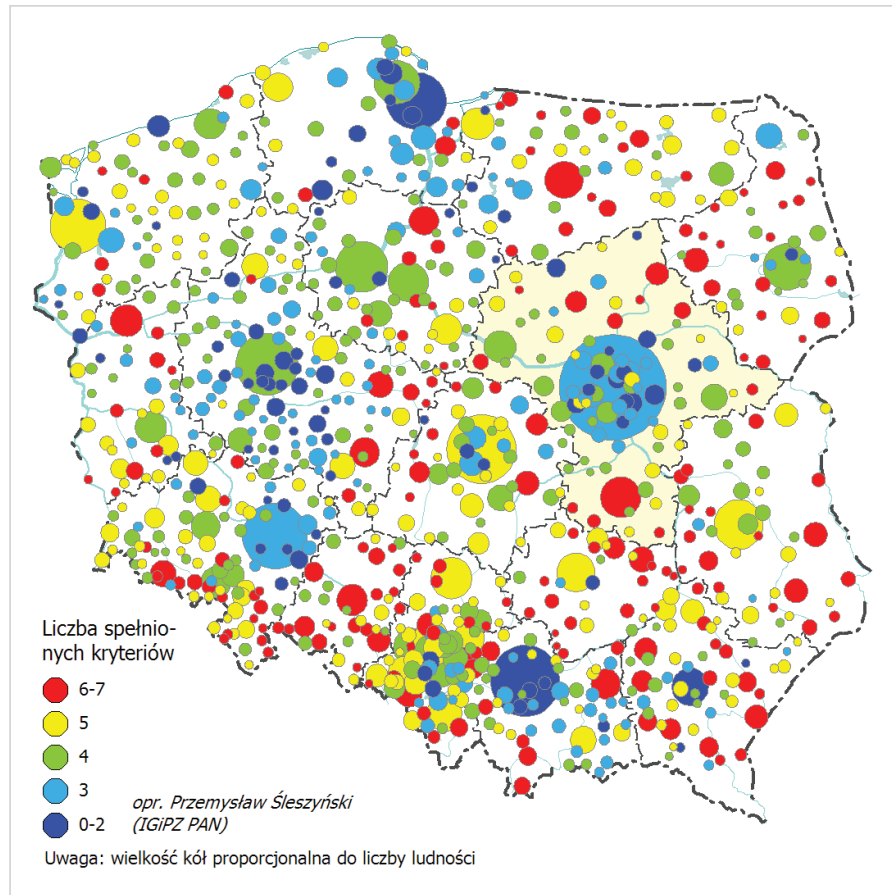 Liczba spełnio-
nych kryteriów
6-7
5
4
3
0-2
opr. Przemysław Śleszyński
(IGiPZ PAN)
Uwaga: wielkość kół proporcjonalna do liczby ludności